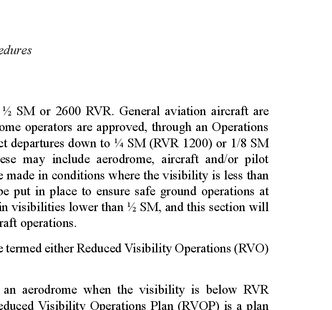 edures
½ SM or 2600 RVR. General aviation aircraft are
ome operators are approved, through an Operations
ct departures down to ¼ SM (RVR 1200) or 1/8 SM
ese may include aerodrome, aircraft and/or pilot
e made in conditions where the visibility is less than
be put in place to ensure safe ground operations at
in visibilities lower than ½ SM, and this section will
raft operations.
e termed either Reduced Visibility Operations (RVO)
an aerodrome when the visibility is below RVR
educed Visibility Operations Plan (RVOP) is a plan